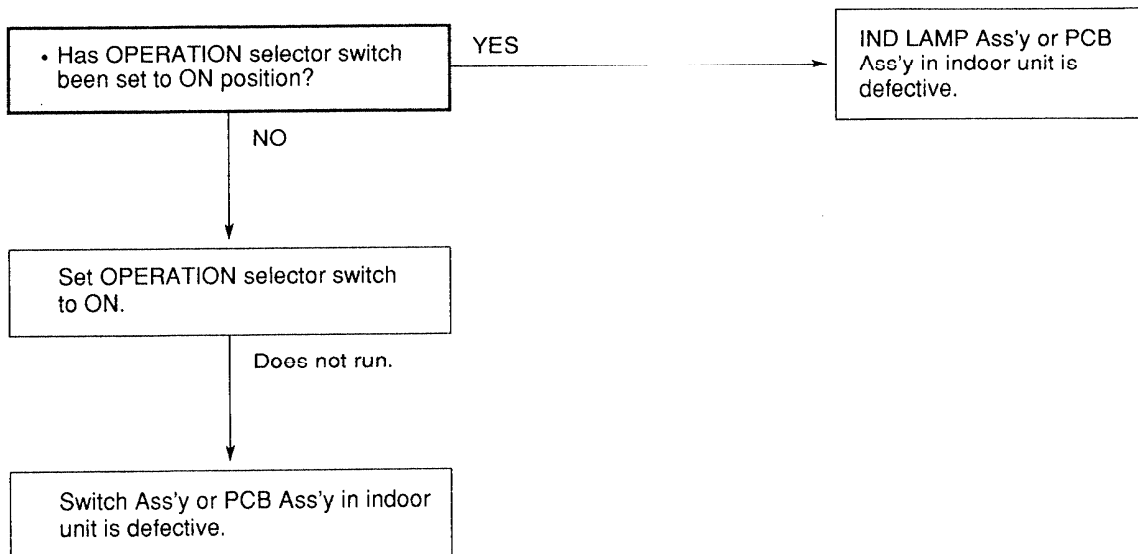 • Has OPERATION selector switch
been set to ON position?
YES
IND LAMP Ass'y or PCB
Ass'y in indoor unit is
defective.
NO
Set OPERATION selector switch
to ON.
Does not run.
Switch Ass'y or PCB Ass'y in indoor
unit is defective.